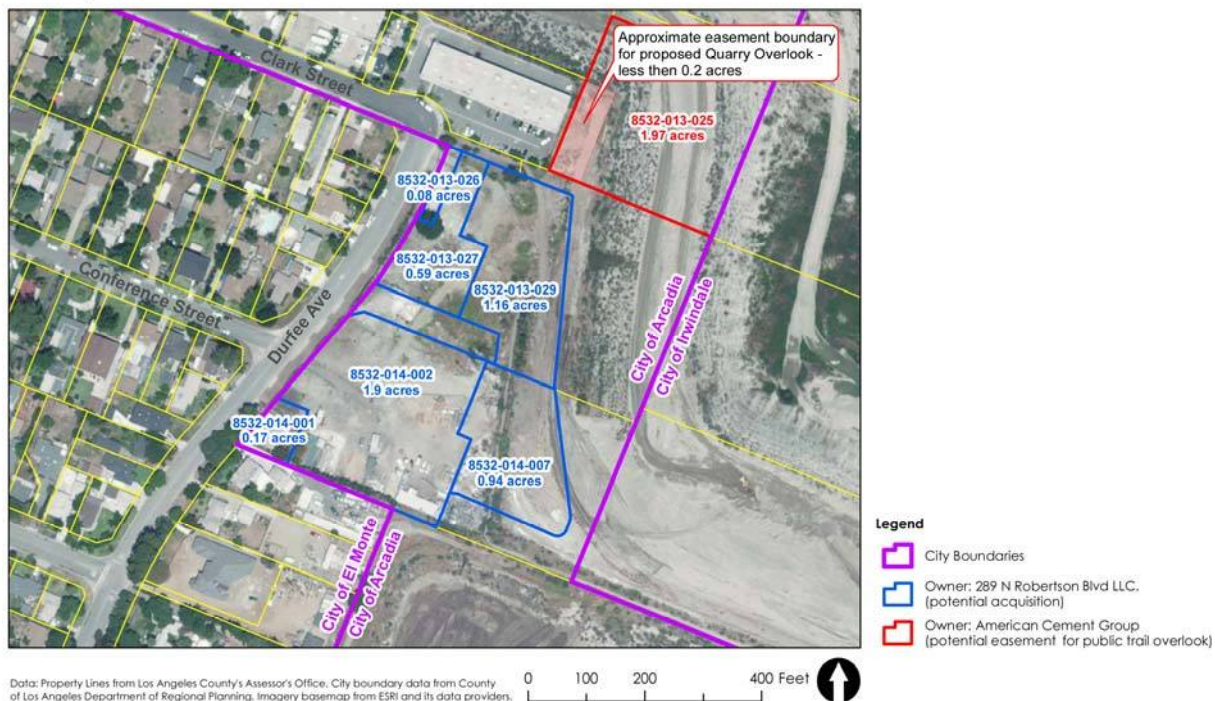 Approximate easement boundary
for proposed Quarry Overlook -
less then 0.2 acres
Clark Street
8532-013-025
1.97 acres
8532-013-026
0.08 acres
8532-013-027
0.59 acres
8532-013-029
1.16 acres
Conference Street
Durfee Ave
City of Arcadia
City of Irwindale
8532-014-002
1.9 acres
8532-014-001
0.17 acres
8532-014-007
0.94 acres
City of El Monte
City of Arcadia
Legend
City Boundaries
Owner: 289 N Robertson Blvd LLC.
(potential acquisition)
Owner: American Cement Group
(potential easement for public trail overlook)
Data: Property Lines from Los Angeles County's Assessor's Office. City boundary data from County
of Los Angeles Department of Regional Planning. Imagery basemap from ESRI and its data providers.
0 100 200 400 Feet